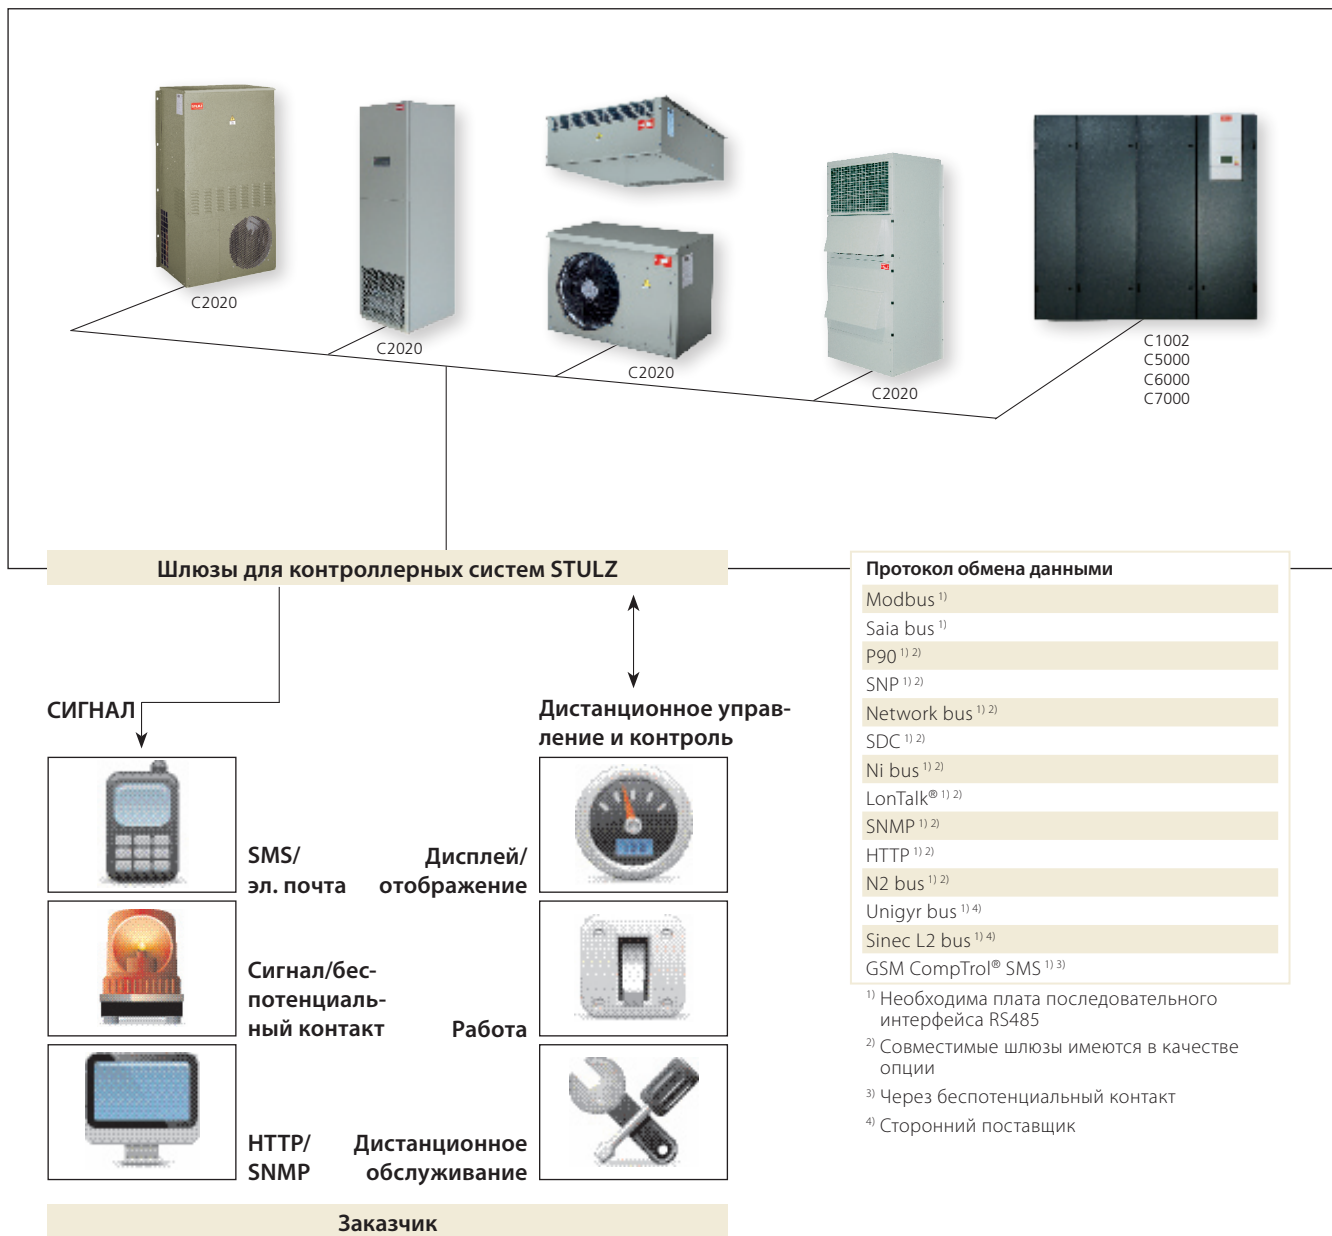 C2020
C2020
C2020
C2020
C1002
C5000
C6000
C7000
Шлюзы для контроллерных систем STULZ
СИГНАЛ
Дистанционное управ-
ление и контроль
SMS/
эл. почта
Дисплей/
отображение
Сигнал/бес-
потенциаль-
ный контакт
Работа
HTTP/
SNMP
Дистанционное
обслуживание
Заказчик
Протокол обмена данными
Modbus 1)
Saia bus 1)
P90 1) 2)
SNP 1) 2)
Network bus 1) 2)
SDC 1) 2)
Ni bus 1) 2)
LonTalk® 1) 2)
SNMP 1) 2)
HTTP 1) 2)
N2 bus 1) 2)
Unigyr bus 1) 4)
Sinec L2 bus 1) 4)
GSM CompTrol® SMS 1) 3)
1) Необходима плата последовательного
интерфейса RS485
2) Совместимые шлюзы имеются в качестве
опции
3) Через беспотенциальный контакт
4) Сторонний поставщик